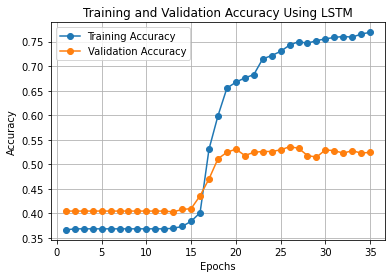 Training and Validation Accuracy Using LSTM
Training Accuracy
Validation Accuracy
Accuracy
0.75
0.70
0.65
0.60
0.55
0.50
0.45
0.40
0.35
0 5 10 15 20 25 30 35
Epochs